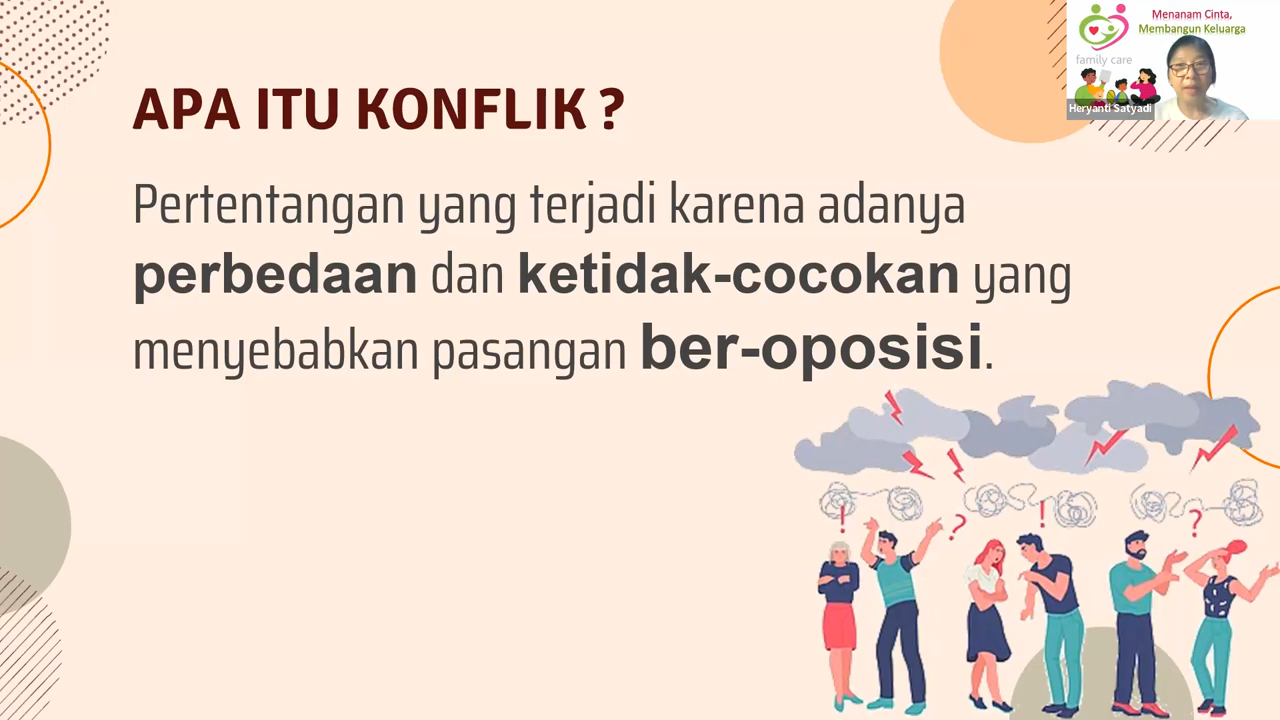 APA ITU KONFLIK ?
Pertentangan yang terjadi karena adanya
perbedaan dan ketidak-cocokan yang
menyebabkan pasangan ber-oposisi.
Menanam Cinta,
Membangun Keluarga
family care
Heryanti Satyadi
! ? ! ?